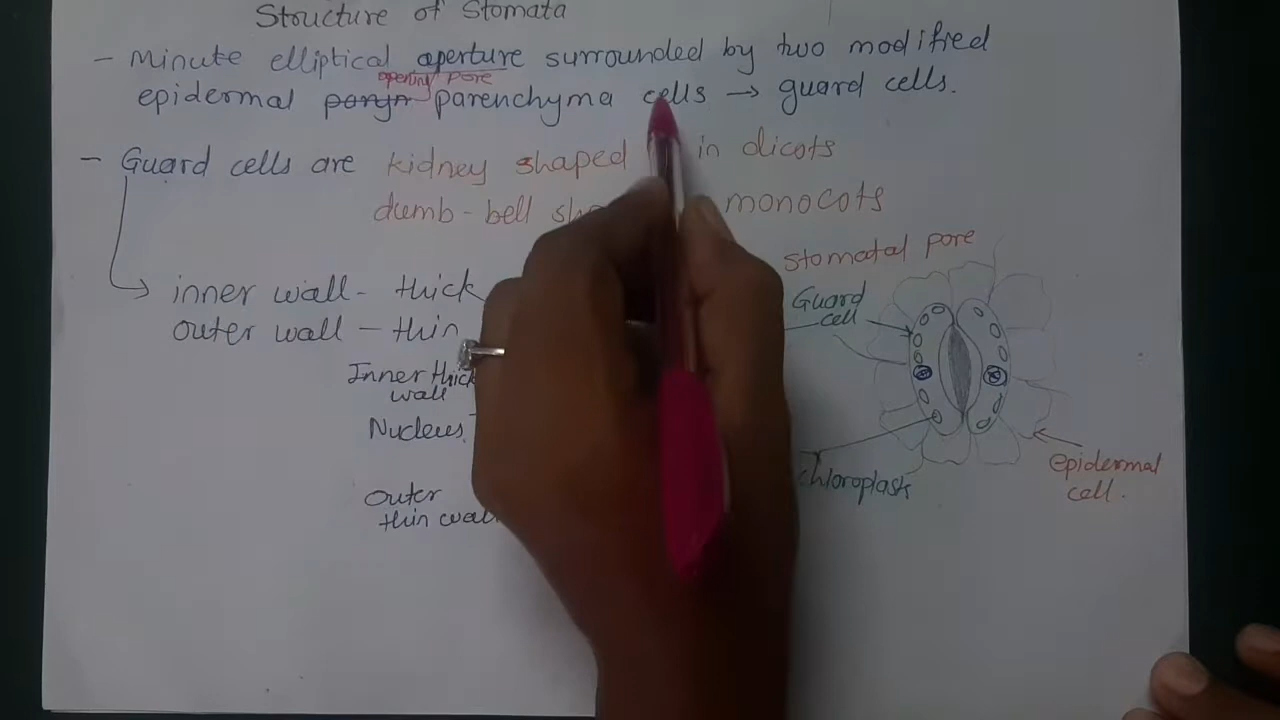 Structure of Stomata
- Minute elliptical aperture surrounded by two modified
opening pore
epidermal parenchyma cells → guard cells.
- Guard cells are kidney shaped in dicots
dumb-bell monocots
stomatal pore
inner wall - thick
Guard
cell
outer wall - thin
Inner thick
wall
Nucleus
epidermal
cell.
chloroplast
Outer
thin wall